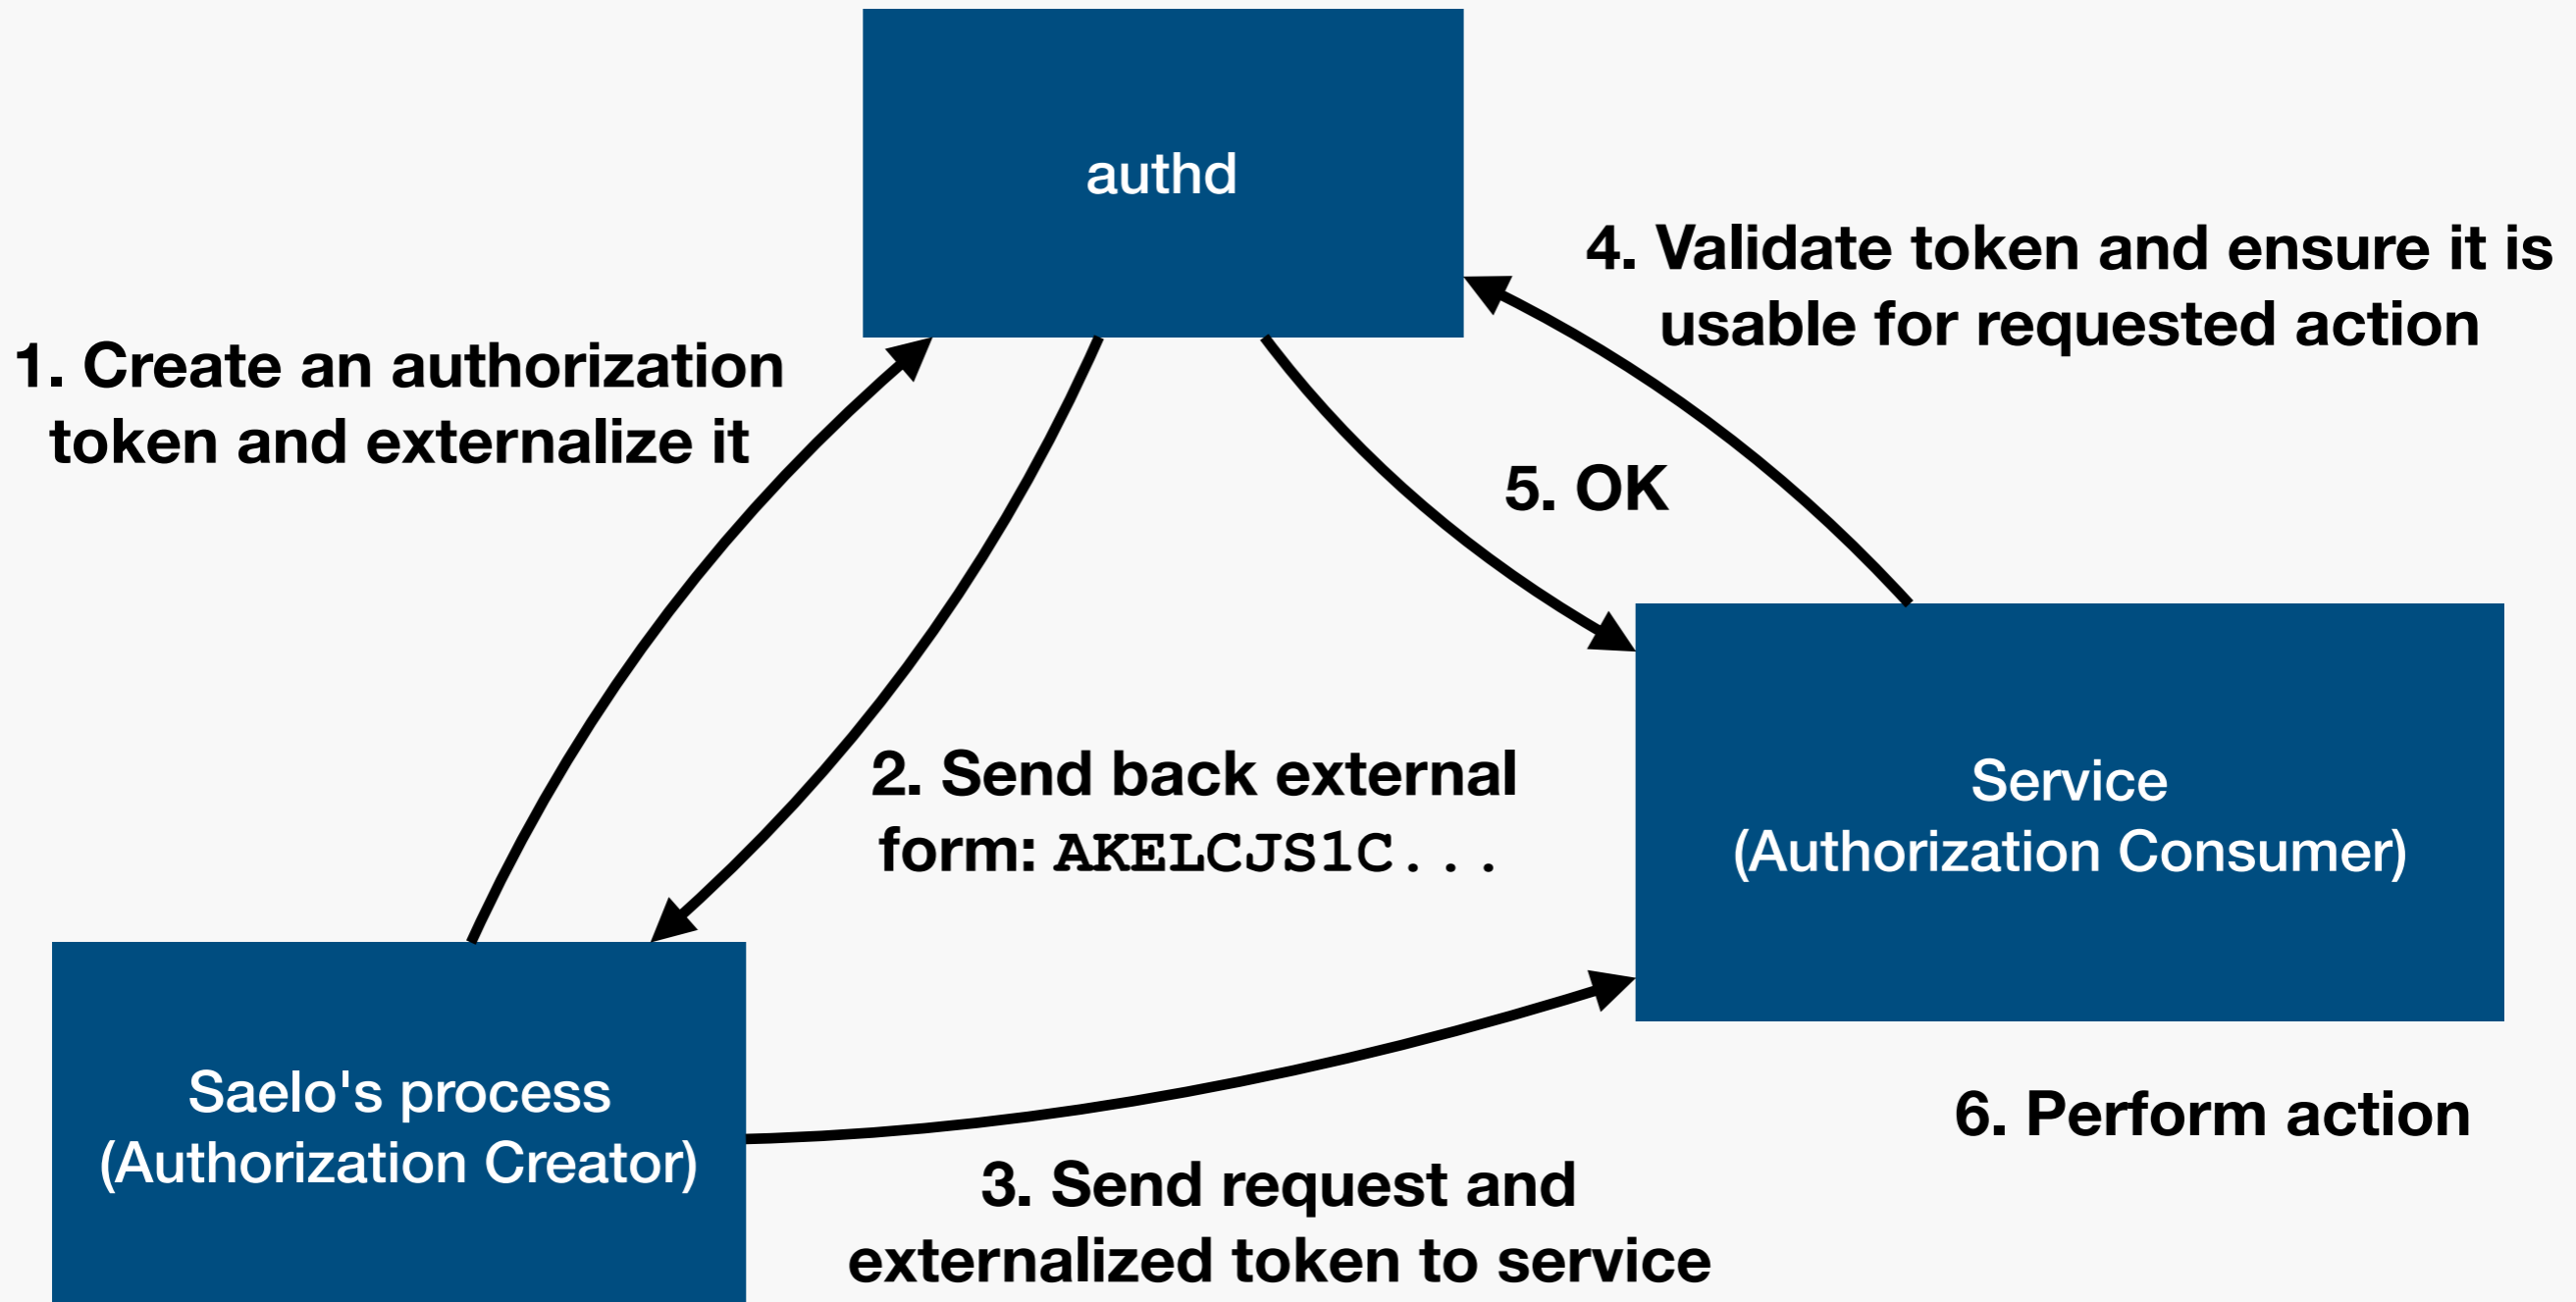 authd
1. Create an authorization
token and externalize it
4. Validate token and ensure it is
usable for requested action
5. OK
2. Send back external
form: AKELCJS1C...
Service
(Authorization Consumer)
Saelo's process
(Authorization Creator)
3. Send request and
externalized token to service
6. Perform action